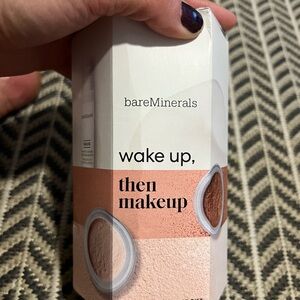 bareMinerals
wake up,
then
makeup